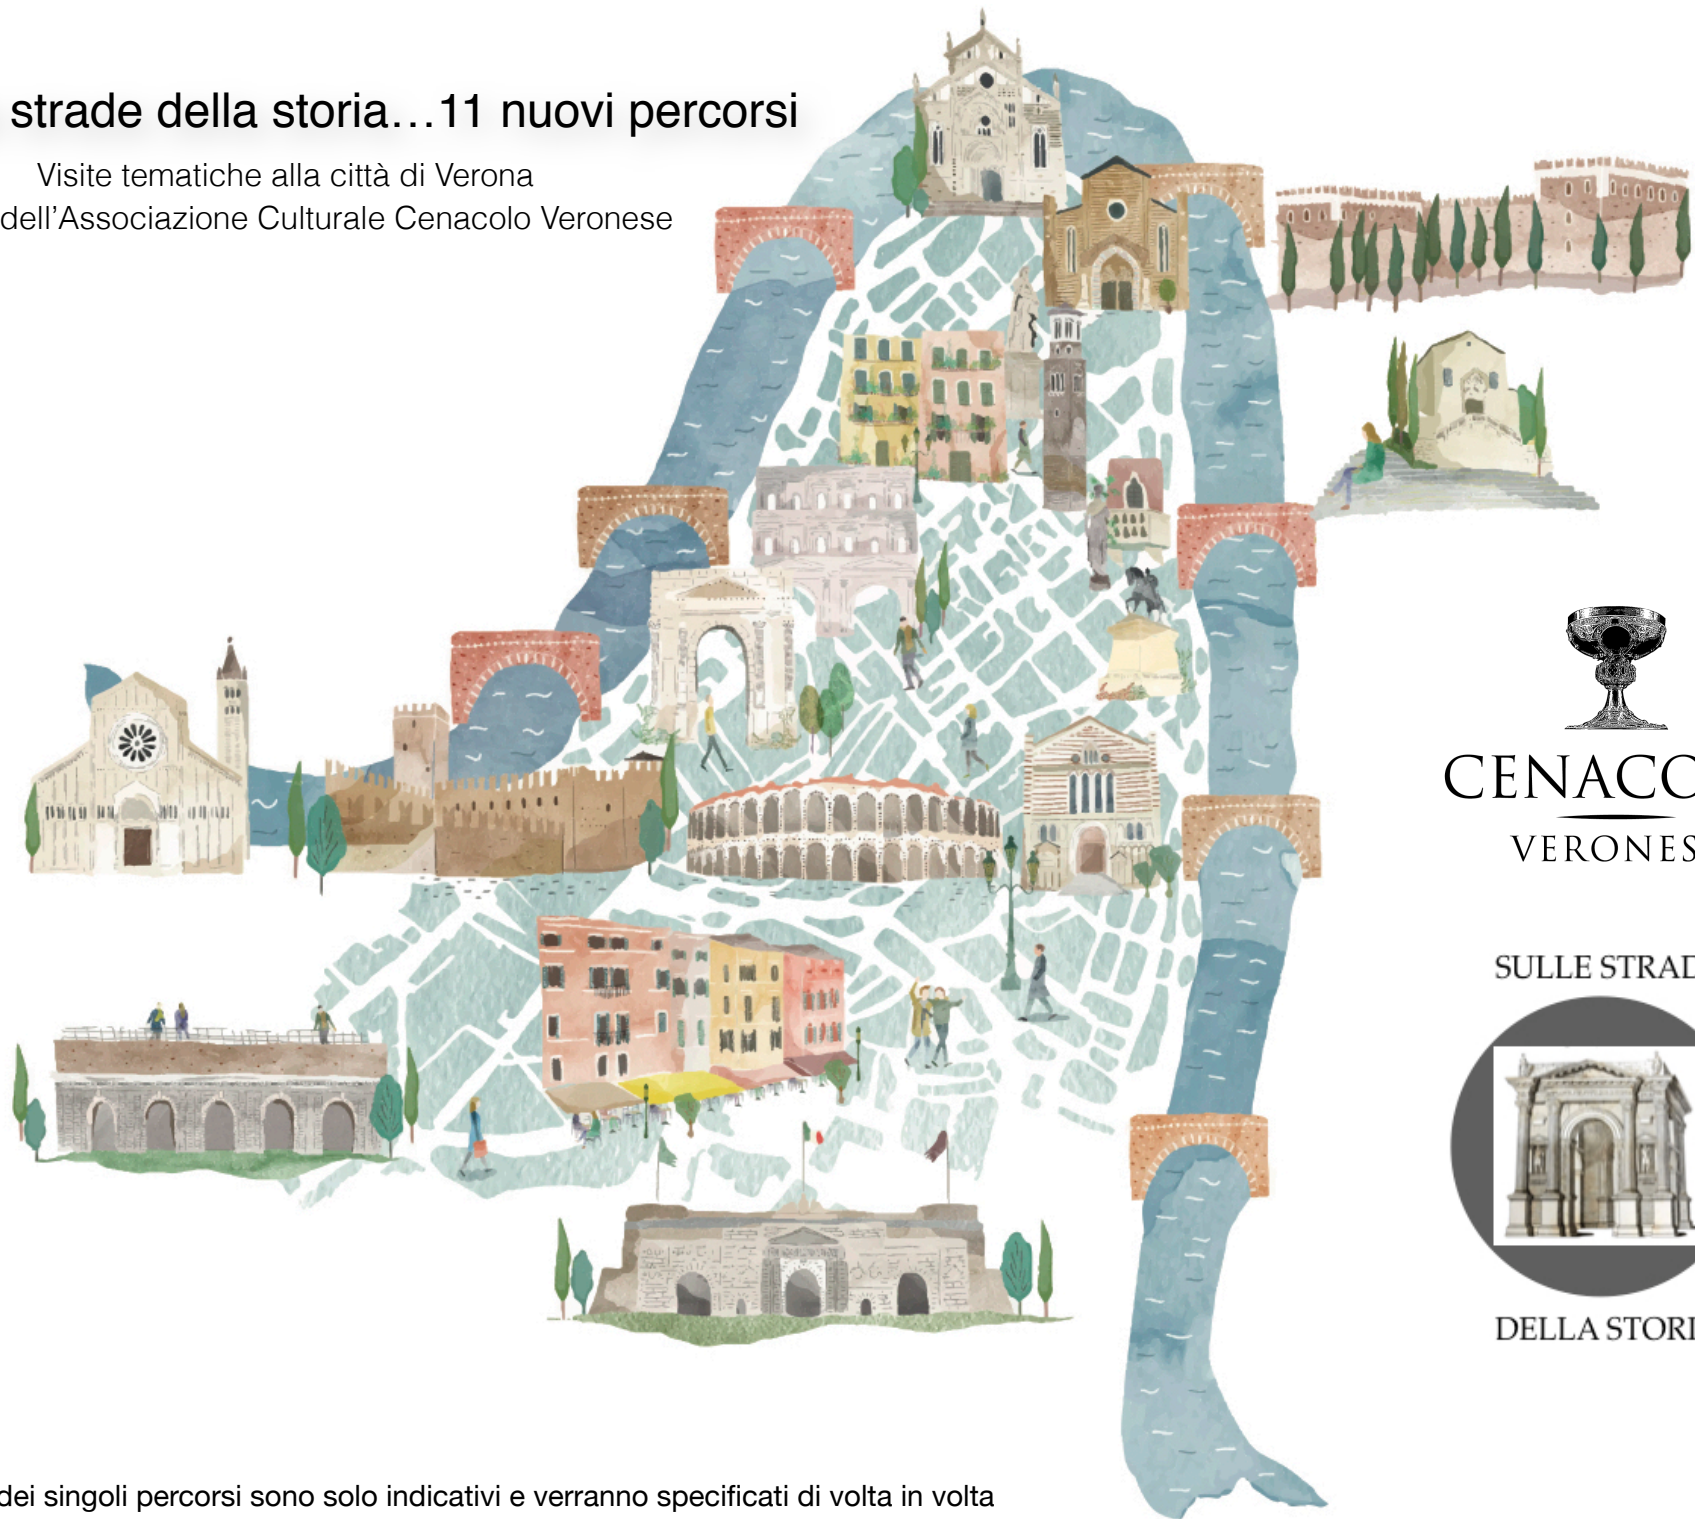 strade della storia…11 nuovi percorsi
Visite tematiche alla città di Verona
dell’Associazione Culturale Cenacolo Veronese
CENACO
VERONES
SULLE STRAD
DELLA STORI
dei singoli percorsi sono solo indicativi e verranno specificati di volta in volta